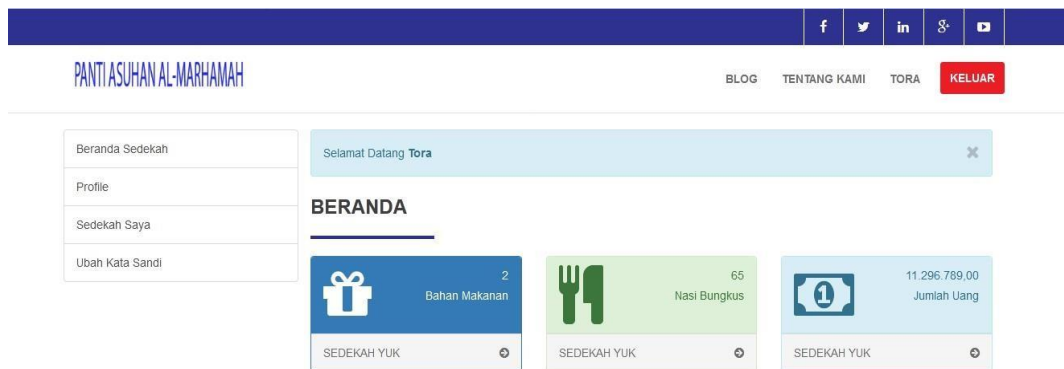 PANTI ASUHAN AL-MARHAMAH
BLOG TENTANG KAMI TORA KELUAR
Beranda Sedekah
Profile
Sedekah Saya
Ubah Kata Sandi
Selamat Datang Tora
BERANDA
2
Bahan Makanan
SEDEKAH YUK
65
Nasi Bungkus
SEDEKAH YUK
1
11.296.789,00
Jumlah Uang
SEDEKAH YUK